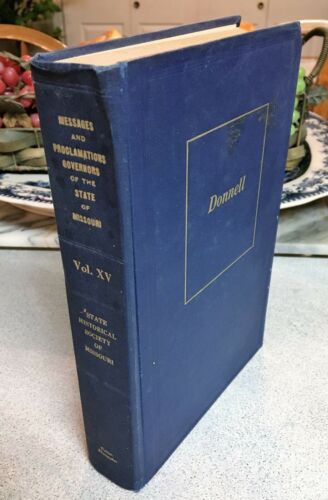 MESSAGES
AND
PROCLAMATIONS
GOVERNORS
OF THE
STATE
OF
MISSOURI
Vol. XV
STATE
HISTORICAL
SOCIETY
OF
MISSOURI
Donnell